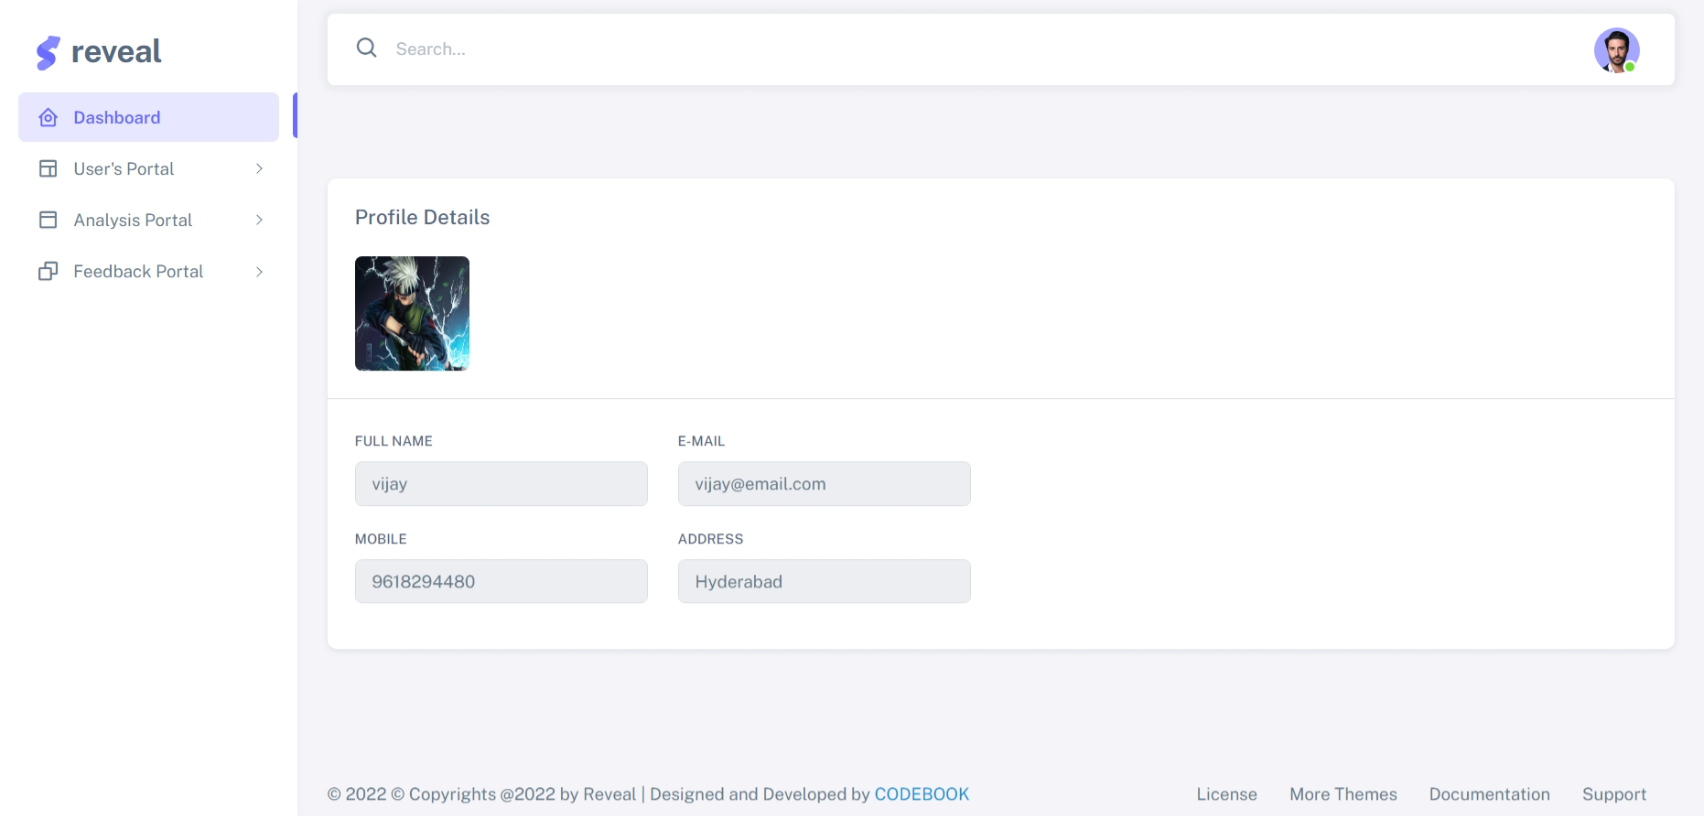 reveal
Search...
Dashboard
User's Portal
Analysis Portal
Feedback Portal
Profile Details
FULL NAME
E-MAIL
vijay
vijay@email.com
MOBILE
ADDRESS
9618294480
Hyderabad
© 2022 © Copyrights @2022 by Reveal | Designed and Developed by CODEBOOK
License More Themes Documentation Support